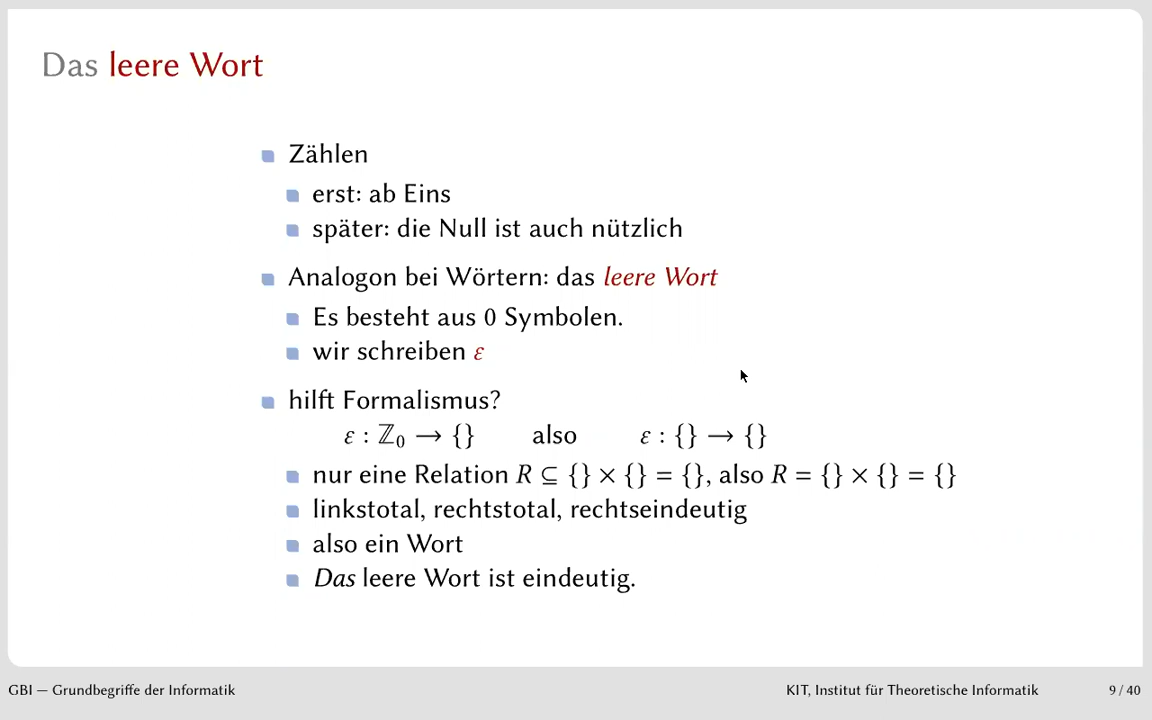 Das leere Wort
Zählen
erst: ab Eins
später: die Null ist auch nützlich
Analogon bei Wörtern: das leere Wort
Es besteht aus 0 Symbolen.
wir schreiben ε
hilft Formalismus?
ε : ℤ₀ → {} also ε : {} → {}
nur eine Relation R ⊆ {} × {} = {}, also R = {} × {} = {}
linkstotal, rechtstotal, rechtseindeutig
also ein Wort
Das leere Wort ist eindeutig.
GBI — Grundbegriffe der Informatik KIT, Institut für Theoretische Informatik 9 / 40